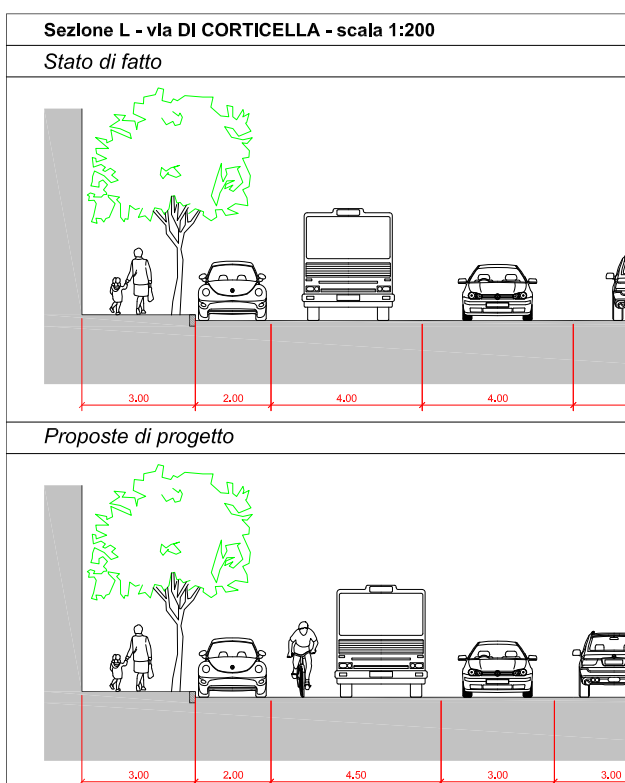 Sezione L - via DI CORTICELLA - scala 1:200
Stato di fatto
3.00 2.00 4.00 4.00
Proposte di progetto
3.00 2.00 4.50 3.00 3.00